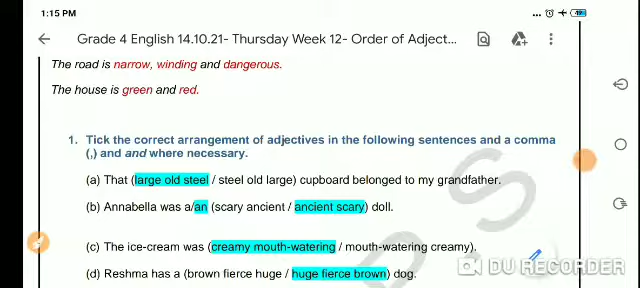 1:15 PM
Grade 4 English 14.10.21- Thursday Week 12- Order of Adject...
The road is narrow, winding and dangerous.
The house is green and red.
1. Tick the correct arrangement of adjectives in the following sentences and a comma
(,) and and where necessary.
(a) That (large old steel / steel old large) cupboard belonged to my grandfather.
(b) Annabella was a/an (scary ancient / ancient scary) doll.
(c) The ice-cream was (creamy mouth-watering / mouth-watering creamy).
(d) Reshma has a (brown fierce huge / huge fierce brown) dog.
DU RECORDER